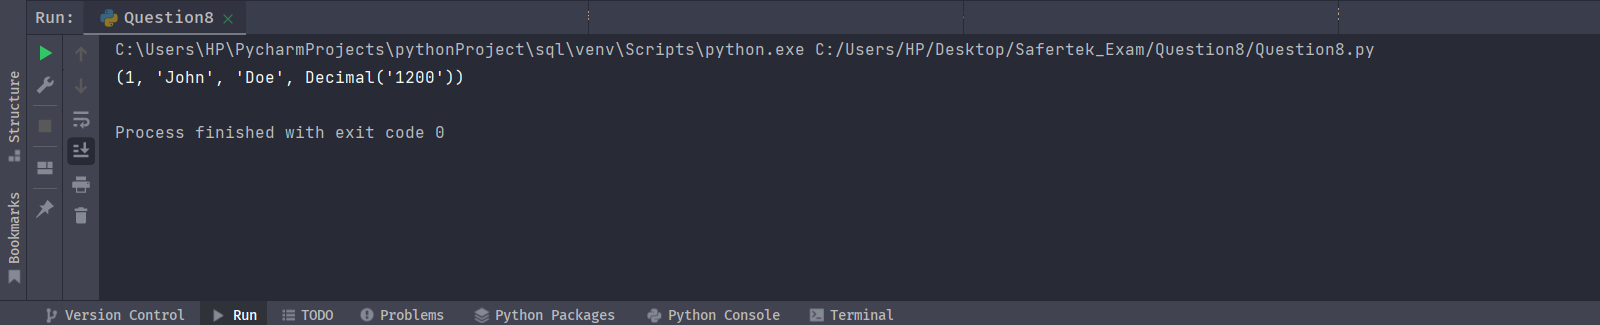 Run: Question8
C:\Users\HP\PycharmProjects\pythonProject\sql\venv\Scripts\python.exe C:/Users/HP/Desktop/Safertek_Exam/Question8/Question8.py
(1, 'John', 'Doe', Decimal('1200'))
Process finished with exit code 0
Structure
Bookmarks
Version Control Run TODO Problems Python Packages Python Console Terminal